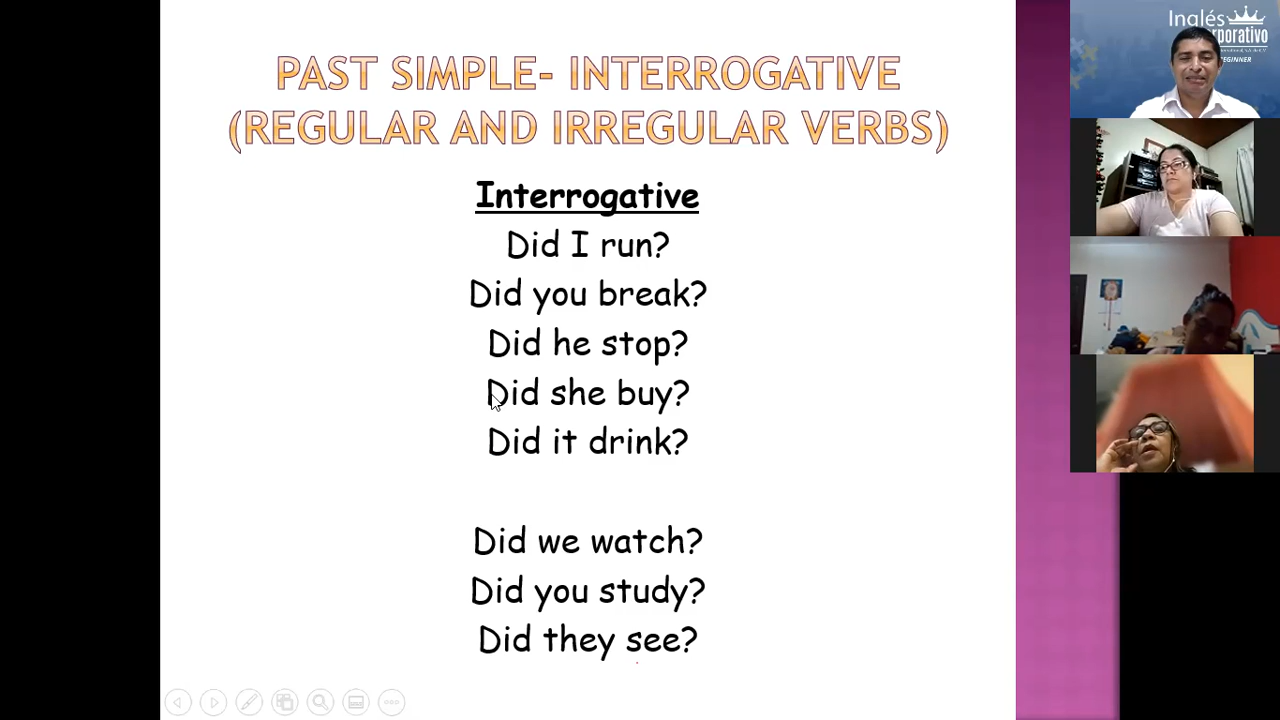 PAST SIMPLE- INTERROGATIVE
(REGULAR AND IRREGULAR VERBS)
Interrogative
Did I run?
Did you break?
Did he stop?
Did she buy?
Did it drink?
Did we watch?
Did you study?
Did they see?
Inglés